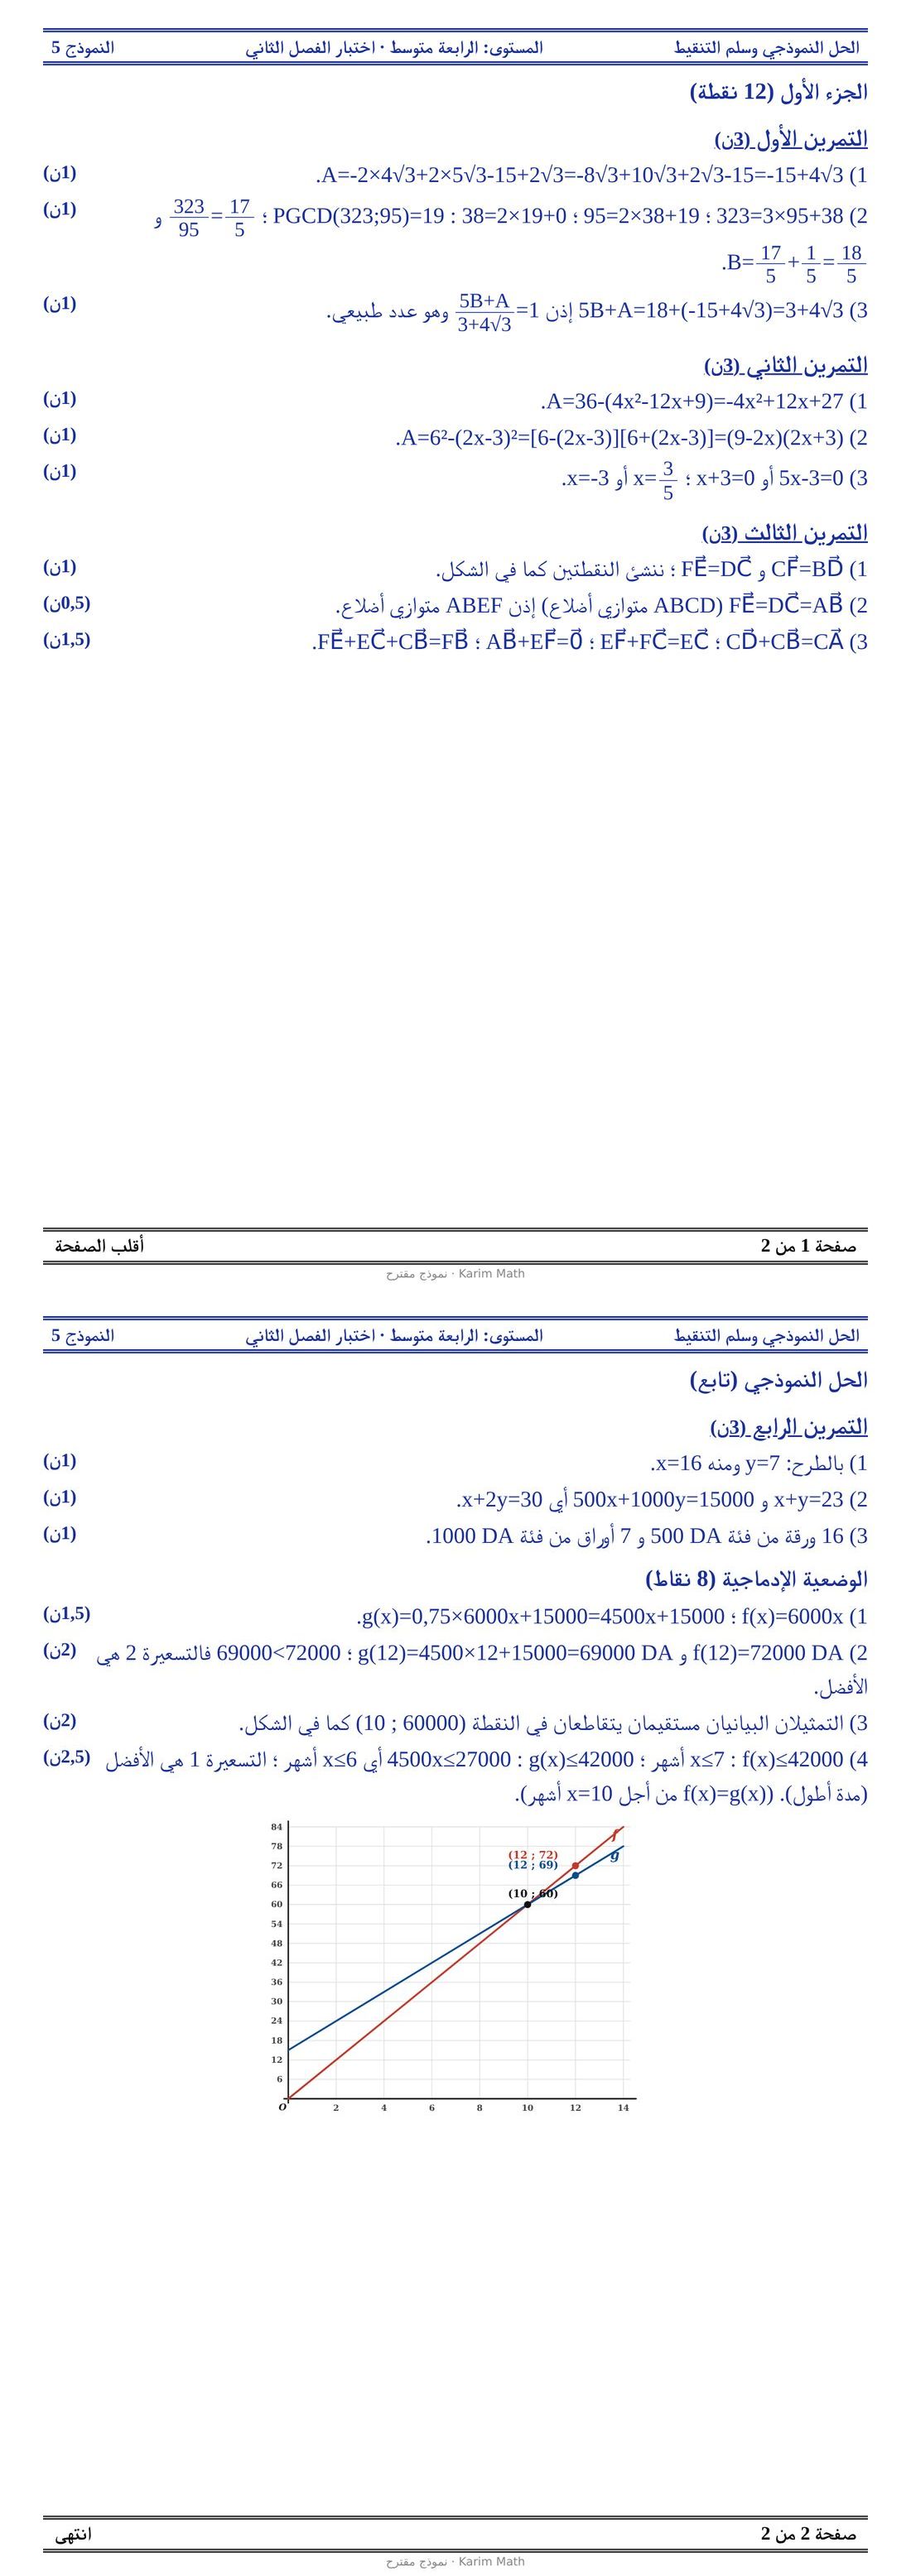 الحل النموذجي وسلم التنقيط المستوى: الرابعة متوسط · اختبار الفصل الثاني النموذج 5
الجزء الأول (12 نقطة)
التمرين الأول (3ن)
1) A=-2×4√3+2×5√3-15+2√3=-8√3+10√3+2√3-15=-15+4√3. (1ن)
2) 323=3×95+38 ؛ 95=2×38+19 ؛ 38=2×19+0 : PGCD(323;95)=19 ؛ 323/95=17/5 و (1ن)
B=17/5+1/5=18/5.
3) 5B+A=18+(-15+4√3)=3+4√3 إذن (5B+A)/(3+4√3)=1 وهو عدد طبيعي. (1ن)
التمرين الثاني (3ن)
1) A=36-(4x²-12x+9)=-4x²+12x+27. (1ن)
2) A=6²-(2x-3)²=[6-(2x-3)][6+(2x-3)]=(9-2x)(2x+3). (1ن)
3) 5x-3=0 أو x+3=0 ؛ x=3/5 أو x=-3. (1ن)
التمرين الثالث (3ن)
1) CF⃗=BD⃗ و FE⃗=DC⃗ ؛ ننشئ النقطتين كما في الشكل. (1ن)
2) FE⃗=DC⃗=AB⃗ (ABCD متوازي أضلاع) إذن ABEF متوازي أضلاع. (0,5ن)
3) CD⃗+CB⃗=CA⃗ ؛ EF⃗+FC⃗=EC⃗ ؛ AB⃗+EF⃗=0⃗ ؛ FE⃗+EC⃗+CB⃗=FB⃗. (1,5ن)
صفحة 1 من 2 أقلب الصفحة
Karim Math · نموذج مقترح
الحل النموذجي وسلم التنقيط المستوى: الرابعة متوسط · اختبار الفصل الثاني النموذج 5
الحل النموذجي (تابع)
التمرين الرابع (3ن)
1) بالطرح: y=7 ومنه x=16. (1ن)
2) x+y=23 و 500x+1000y=15000 أي x+2y=30. (1ن)
3) 16 ورقة من فئة 500 DA و 7 أوراق من فئة 1000 DA. (1ن)
الوضعية الإدماجية (8 نقاط)
1) f(x)=6000x ؛ g(x)=0,75×6000x+15000=4500x+15000. (1,5ن)
2) f(12)=72000 DA و g(12)=4500×12+15000=69000 DA ؛ 69000<72000 فالتسعيرة 2 هي (2ن)
الأفضل.
3) التمثيلان البيانيان مستقيمان يتقاطعان في النقطة (10 ; 60000) كما في الشكل. (2ن)
4) f(x)≤42000 : x≤7 أشهر ؛ g(x)≤42000 : 4500x≤27000 أي x≤6 أشهر ؛ التسعيرة 1 هي الأفضل (2,5ن)
(مدة أطول). (f(x)=g(x) من أجل x=10 أشهر).
84
78
72
66
60
54
48
42
36
30
24
18
12
6
(12 ; 72)
(12 ; 69)
(10 ; 60)
f
g
O 2 4 6 8 10 12 14
صفحة 2 من 2 انتهى
Karim Math · نموذج مقترح